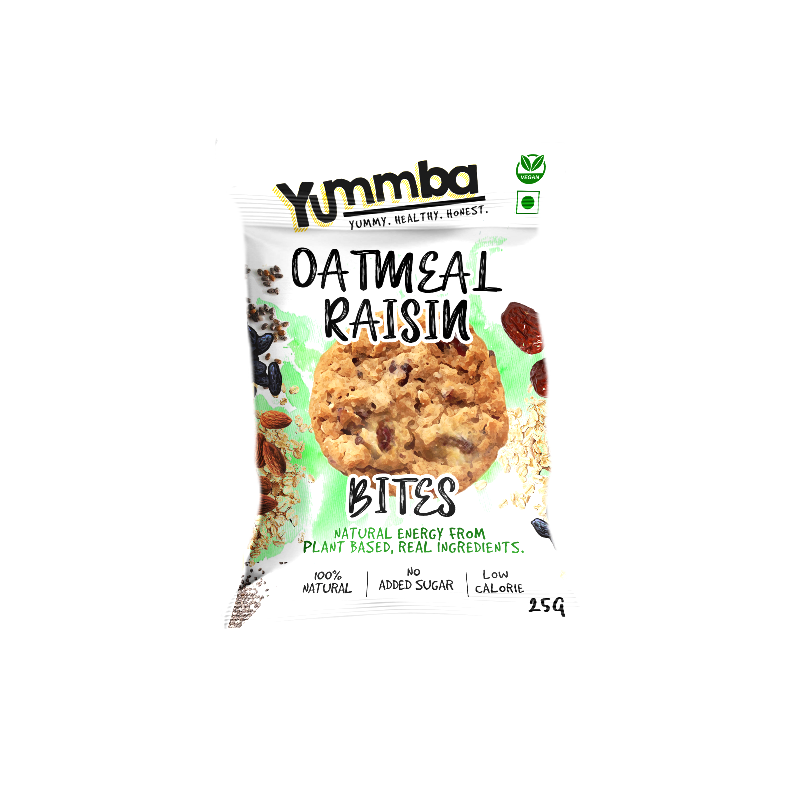 Yummba
YUMMY. HEALTHY. HONEST.
VEGAN
OATMEAL
RAISIN
BITES
NATURAL ENERGY FROM
PLANT BASED, REAL INGREDIENTS.
100%
NATURAL
NO
ADDED SUGAR
LOW
CALORIE
25G